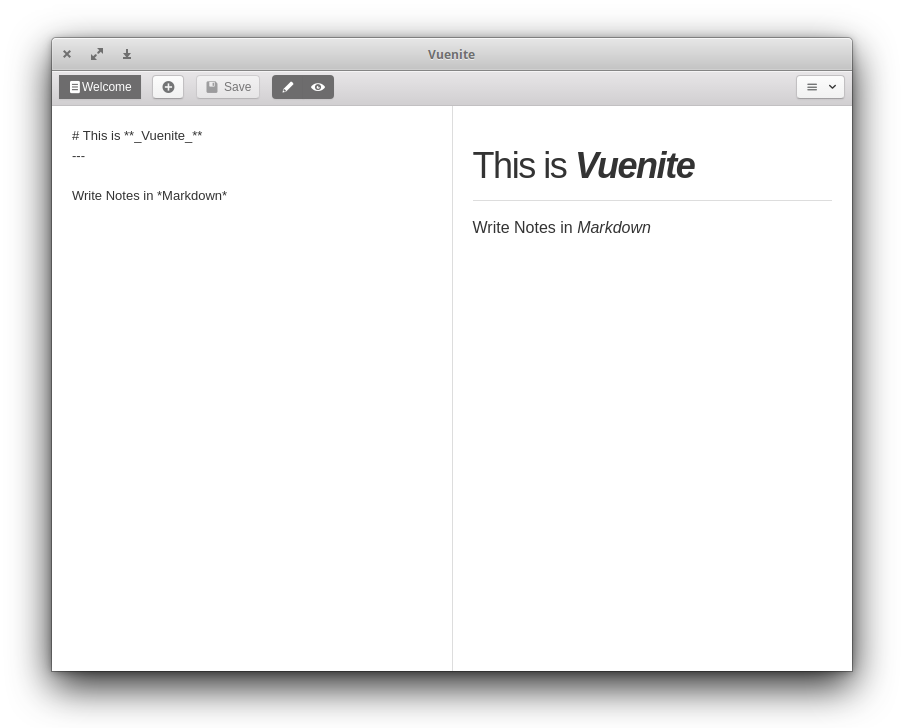 Vuenite
Welcome Save
# This is **_Vuenite_**
---
Write Notes in *Markdown*
This is Vuenite
Write Notes in Markdown